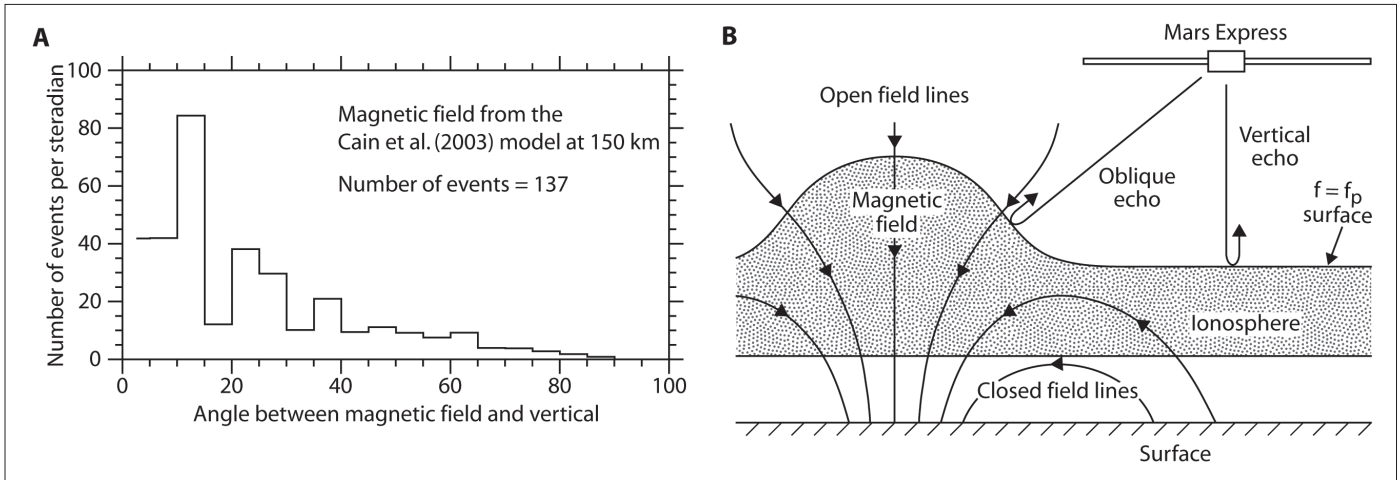 A
Number of events per steradian
100
80
60
40
20
0
Magnetic field from the
Cain et al. (2003) model at 150 km
Number of events = 137
0 20 40 60 80 100
Angle between magnetic field and vertical
B
Mars Express
Open field lines
Vertical
echo
Oblique
echo
f = fp
surface
Magnetic
field
Ionosphere
Closed field lines
Surface